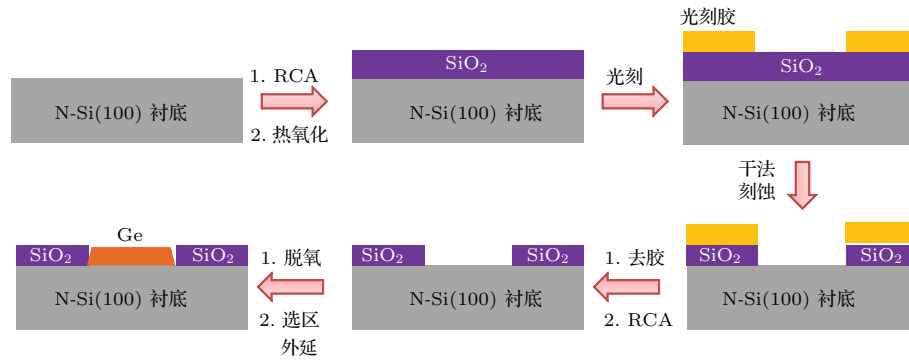 N-Si(100) 衬底
1. RCA
2. 热氧化
SiO₂
N-Si(100) 衬底
光刻
光刻胶
SiO₂
N-Si(100) 衬底
干法
刻蚀
SiO₂
SiO₂
N-Si(100) 衬底
1. 去胶
2. RCA
N-Si(100) 衬底
1. 脱氧
2. 选区
外延
Ge
SiO₂
SiO₂
N-Si(100) 衬底